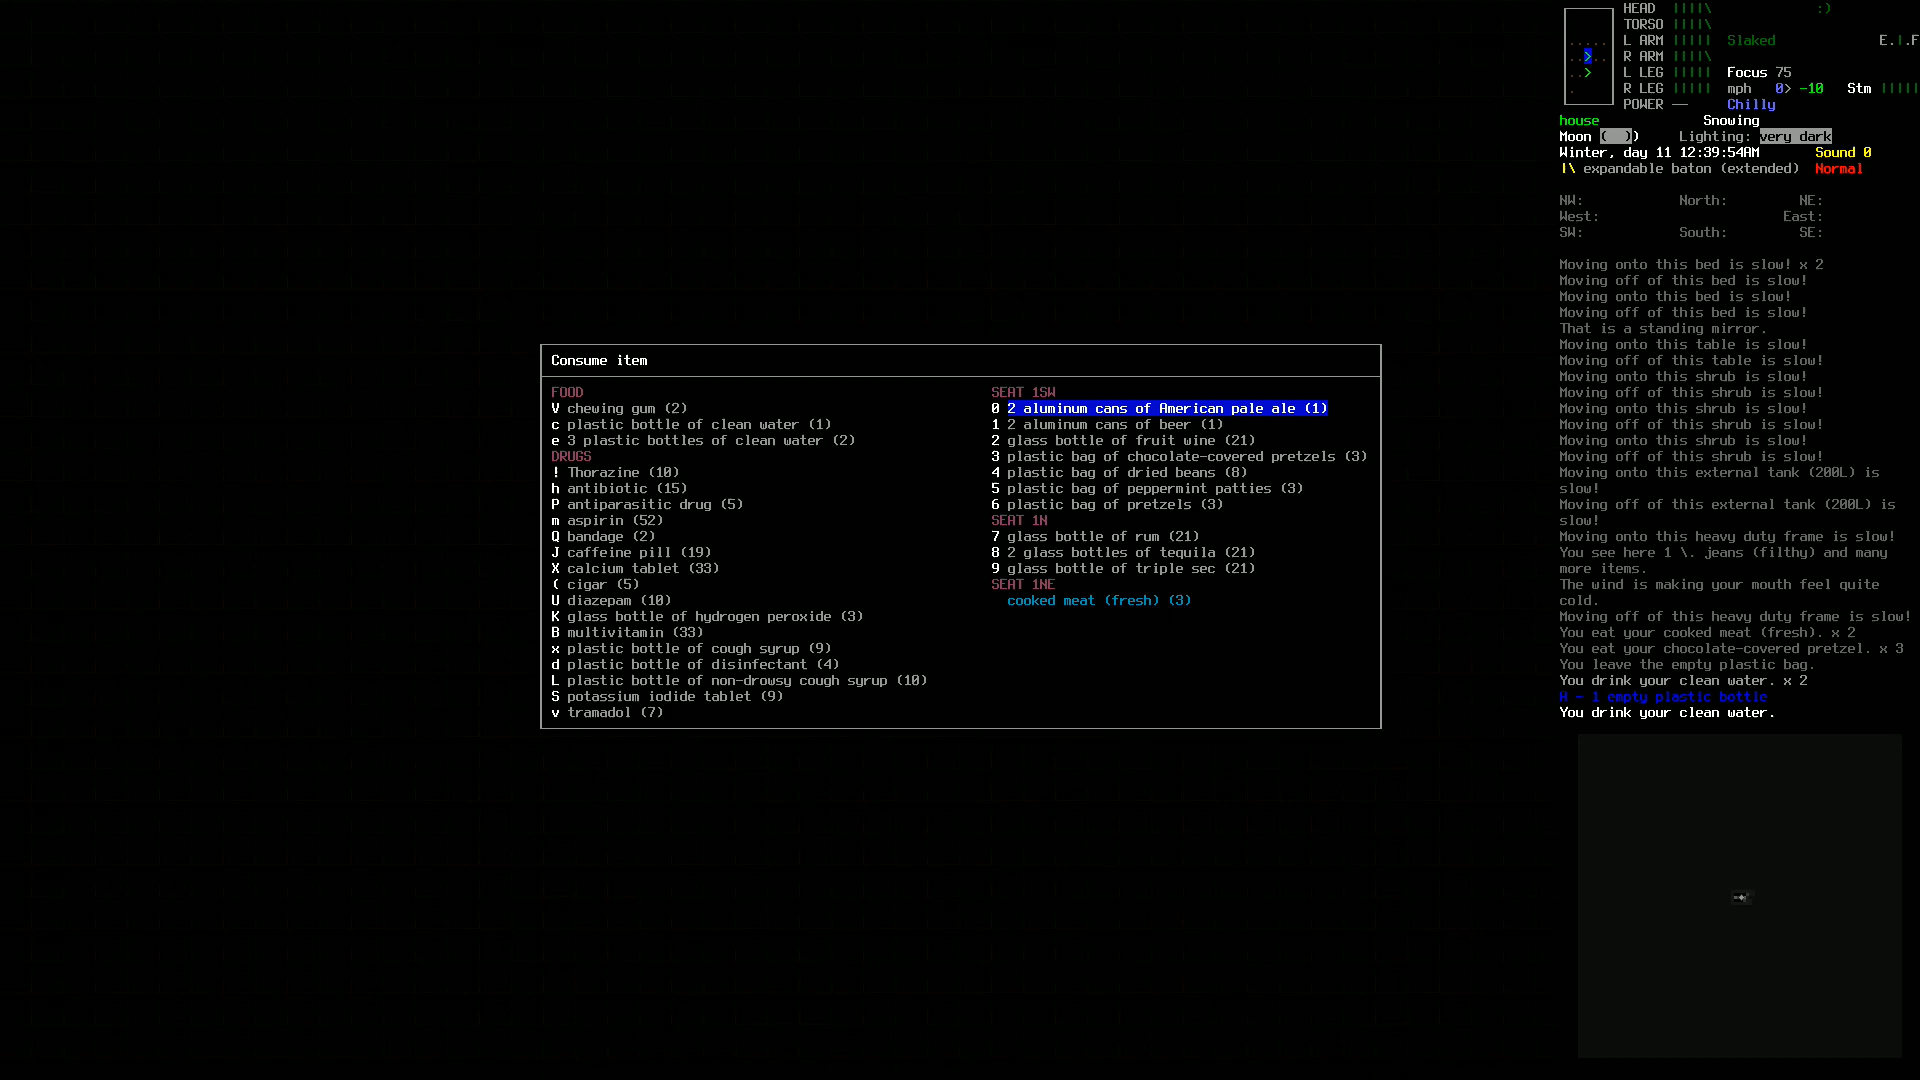 Consume item
FOOD
V chewing gum (2)
c plastic bottle of clean water (1)
e 3 plastic bottles of clean water (2)
DRUGS
! Thorazine (10)
h antibiotic (15)
P antiparasitic drug (5)
m aspirin (52)
Q bandage (2)
J caffeine pill (19)
X calcium tablet (33)
( cigar (5)
U diazepam (10)
K glass bottle of hydrogen peroxide (3)
B multivitamin (33)
x plastic bottle of cough syrup (9)
d plastic bottle of disinfectant (4)
L plastic bottle of non-drowsy cough syrup (10)
S potassium iodide tablet (9)
v tramadol (7)
SEAT 1SW
0 2 aluminum cans of American pale ale (1)
1 2 aluminum cans of beer (1)
2 glass bottle of fruit wine (21)
3 plastic bag of chocolate-covered pretzels (3)
4 plastic bag of dried beans (8)
5 plastic bag of peppermint patties (3)
6 plastic bag of pretzels (3)
SEAT 1N
7 glass bottle of rum (21)
8 2 glass bottles of tequila (21)
9 glass bottle of triple sec (21)
SEAT 1NE
cooked meat (fresh) (3)
HEAD ||||\ :)
TORSO ||||\
L ARM ||||| Slaked E.I.F
R ARM ||||\
L LEG ||||| Focus 75
R LEG ||||| mph 0> -10 Stm |||||
POWER -- Chilly
house Snowing
Moon (  )) Lighting: very dark
Winter, day 11 12:39:54AM Sound 0
|\ expandable baton (extended) Normal
NW: North: NE:
West: East:
SW: South: SE:
Moving onto this bed is slow! x 2
Moving off of this bed is slow!
Moving onto this bed is slow!
Moving off of this bed is slow!
That is a standing mirror.
Moving onto this table is slow!
Moving off of this table is slow!
Moving onto this shrub is slow!
Moving off of this shrub is slow!
Moving onto this shrub is slow!
Moving off of this shrub is slow!
Moving onto this shrub is slow!
Moving off of this shrub is slow!
Moving onto this external tank (200L) is
slow!
Moving off of this external tank (200L) is
slow!
Moving onto this heavy duty frame is slow!
You see here 1 \. jeans (filthy) and many
more items.
The wind is making your mouth feel quite
cold.
Moving off of this heavy duty frame is slow!
You eat your cooked meat (fresh). x 2
You eat your chocolate-covered pretzel. x 3
You leave the empty plastic bag.
You drink your clean water. x 2
A - 1 empty plastic bottle
You drink your clean water.